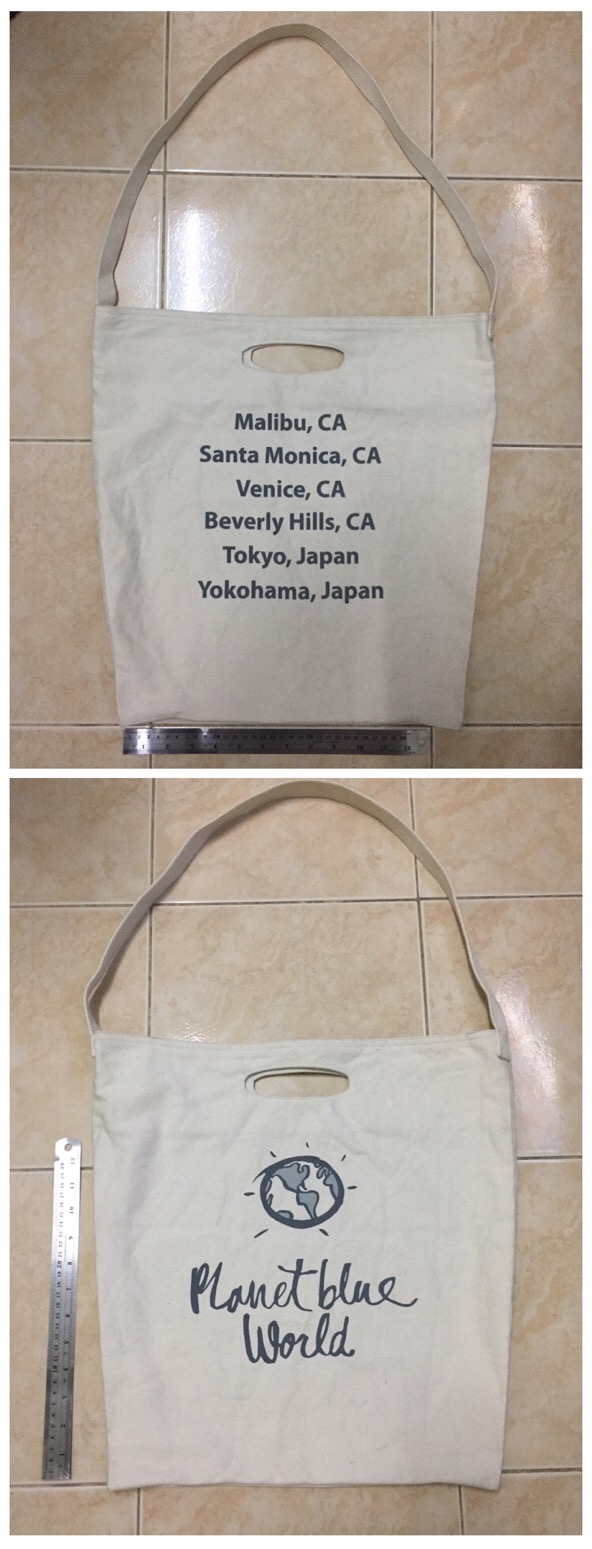 Malibu, CA
Santa Monica, CA
Venice, CA
Beverly Hills, CA
Tokyo, Japan
Yokohama, Japan
Planet blue
World